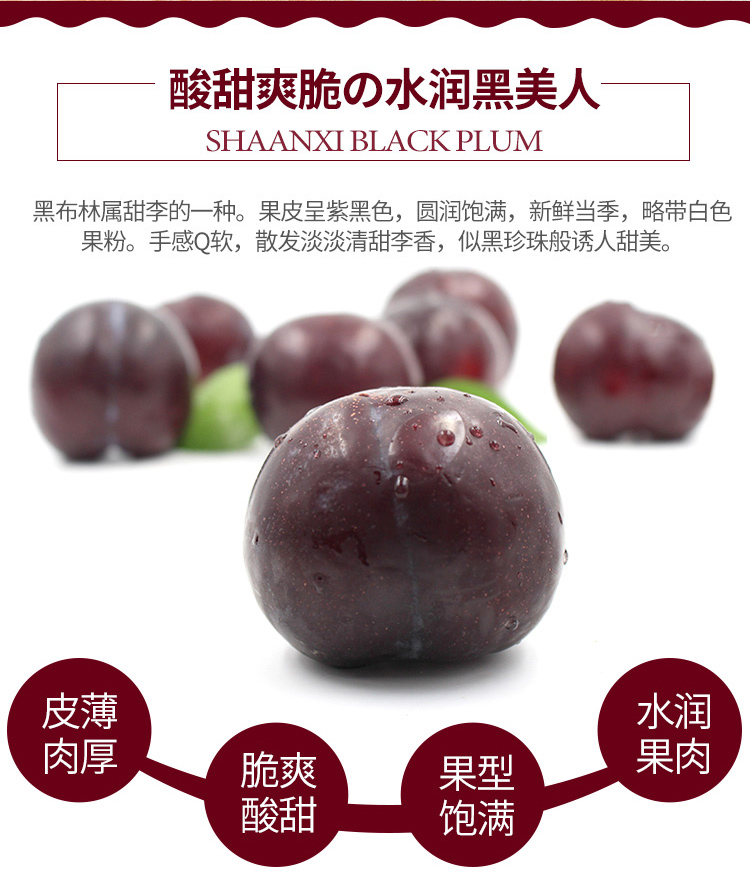 酸甜爽脆の水润黑美人
SHAANXI BLACK PLUM
黑布林属甜李的一种。果皮呈紫黑色，圆润饱满，新鲜当季，略带白色
果粉。手感Q软，散发淡淡清甜李香，似黑珍珠般诱人甜美。
皮薄
肉厚
脆爽
酸甜
果型
饱满
水润
果肉